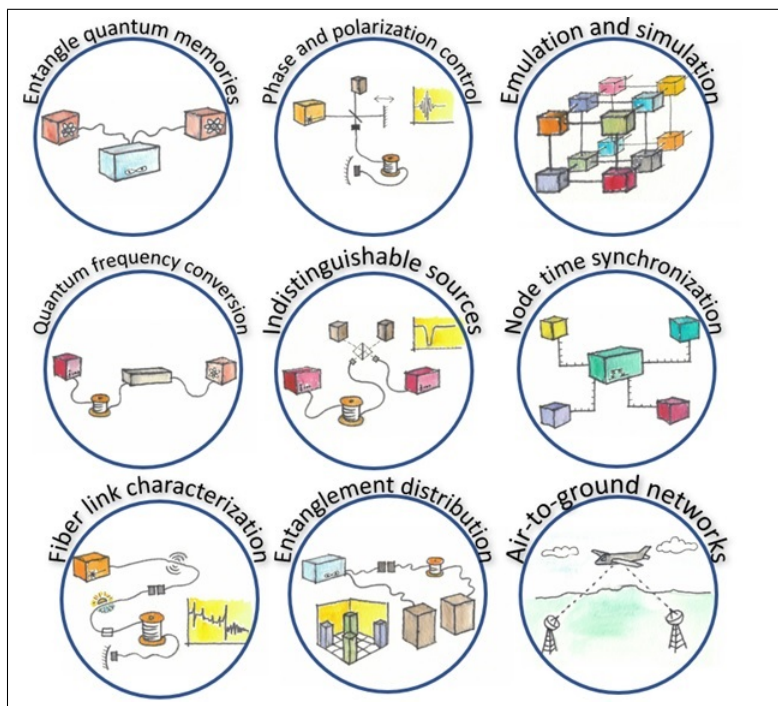 Entangle quantum memories
Phase and polarization control
Emulation and simulation
Quantum frequency conversion
Indistinguishable sources
Node time synchronization
Fiber link characterization
Entanglement distribution
Air-to-ground networks